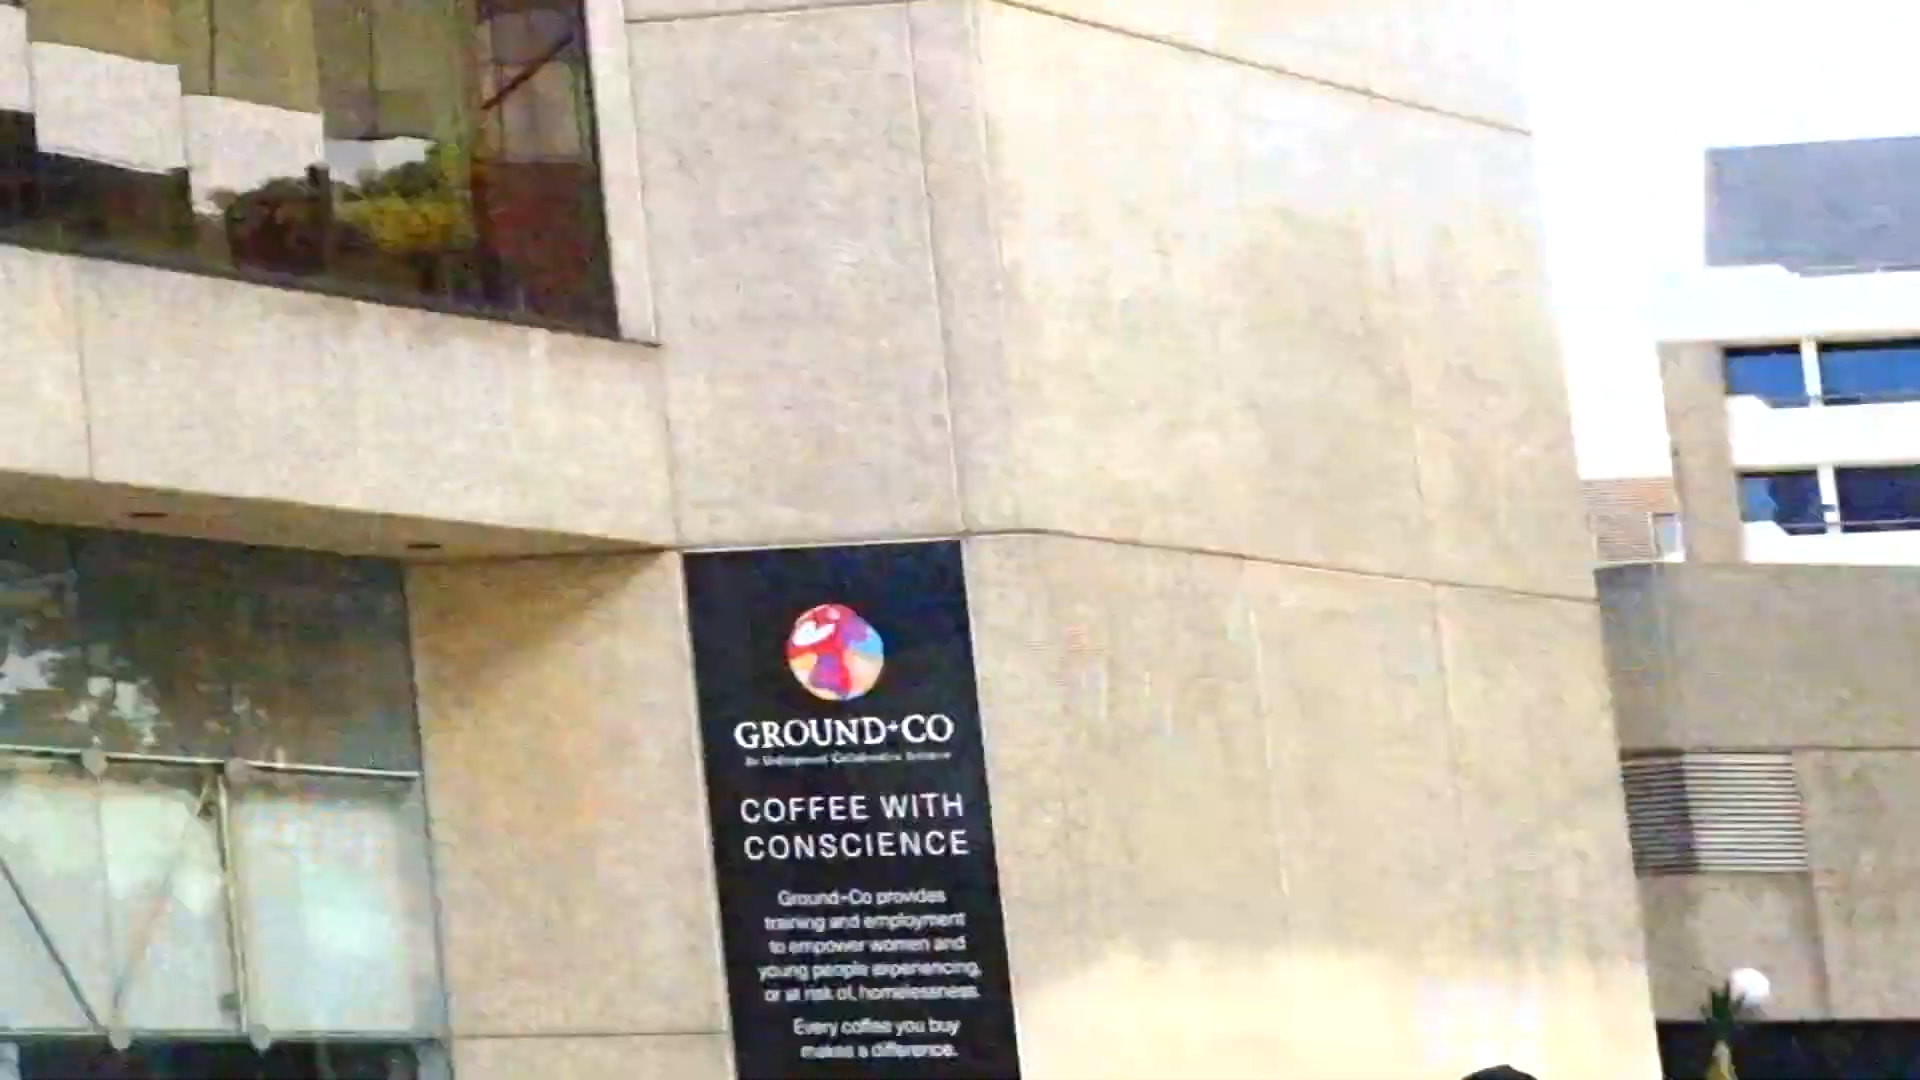 GROUND+CO
COFFEE WITH
CONSCIENCE
Ground+Co provides
training and employment
to empower women and
young people experiencing,
or at risk of, homelessness.
Every coffee you buy
makes a difference.